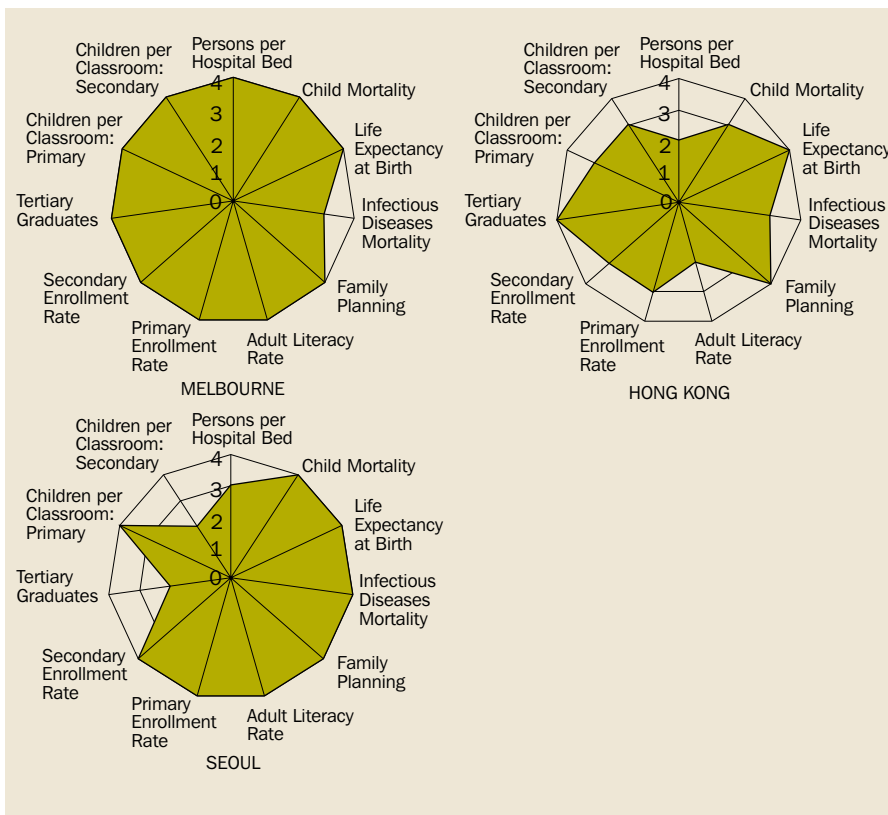 Persons per
Hospital Bed
Child Mortality
Life
Expectancy
at Birth
Infectious
Diseases
Mortality
Family
Planning
Adult Literacy
Rate
Primary
Enrollment
Rate
Secondary
Enrollment
Rate
Tertiary
Graduates
Children per
Classroom:
Primary
Children per
Classroom:
Secondary
4
3
2
1
0
MELBOURNE
Persons per
Hospital Bed
Child Mortality
Life
Expectancy
at Birth
Infectious
Diseases
Mortality
Family
Planning
Adult Literacy
Rate
Primary
Enrollment
Rate
Secondary
Enrollment
Rate
Tertiary
Graduates
Children per
Classroom:
Primary
Children per
Classroom:
Secondary
4
3
2
1
0
HONG KONG
Persons per
Hospital Bed
Child Mortality
Life
Expectancy
at Birth
Infectious
Diseases
Mortality
Family
Planning
Adult Literacy
Rate
Primary
Enrollment
Rate
Secondary
Enrollment
Rate
Tertiary
Graduates
Children per
Classroom:
Primary
Children per
Classroom:
Secondary
4
3
2
1
0
SEOUL